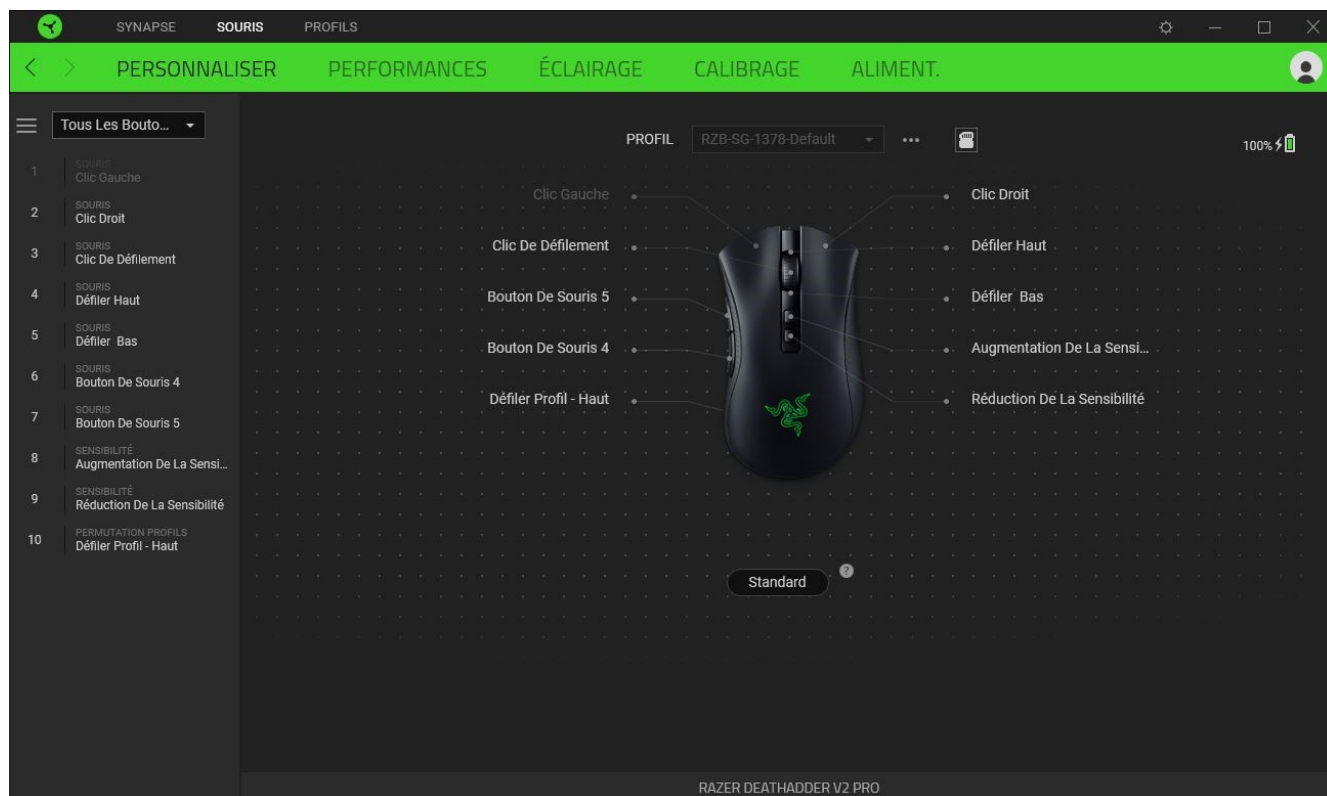 SYNAPSE SOURIS PROFILS
PERSONNALISER PERFORMANCES ÉCLAIRAGE CALIBRAGE ALIMENT.
Tous Les Bouto...
PROFIL RZB-SG-1378-Default
100%
1 SOURIS
Clic Gauche
2 SOURIS
Clic Droit
3 SOURIS
Clic De Défilement
4 SOURIS
Défiler Haut
5 SOURIS
Défiler Bas
6 SOURIS
Bouton De Souris 4
7 SOURIS
Bouton De Souris 5
8 SENSIBILITÉ
Augmentation De La Sensi...
9 SENSIBILITÉ
Réduction De La Sensibilité
10 PERMUTATION PROFILS
Défiler Profil - Haut
Clic Gauche
Clic De Défilement
Bouton De Souris 5
Bouton De Souris 4
Défiler Profil - Haut
Clic Droit
Défiler Haut
Défiler Bas
Augmentation De La Sensi...
Réduction De La Sensibilité
Standard ?
RAZER DEATHADDER V2 PRO